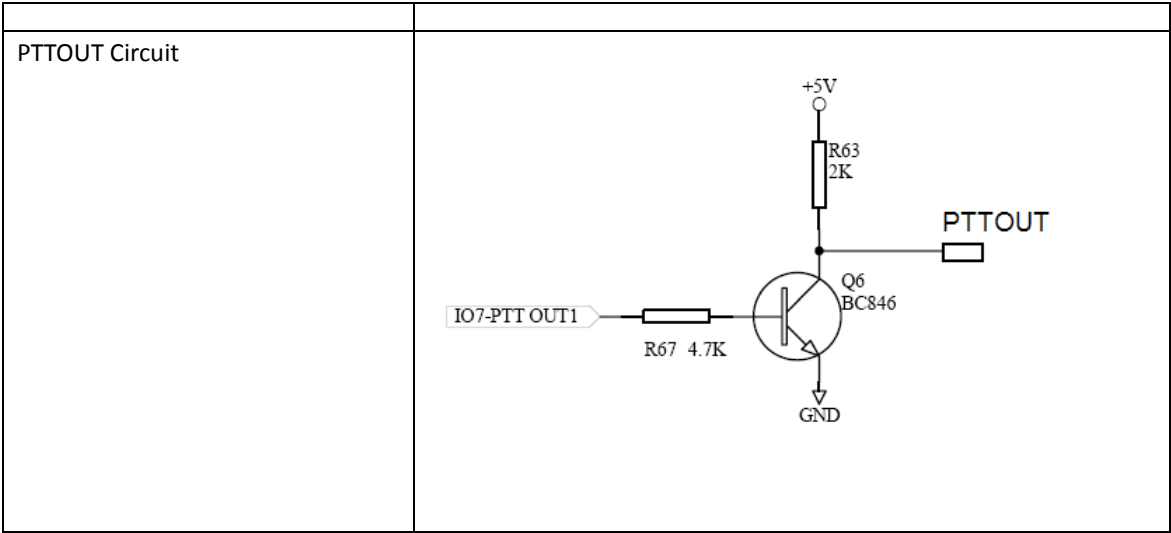 PTTOUT Circuit
+5V
R63
2K
PTTOUT
Q6
BC846
IO7-PTT OUT1
R67 4.7K
GND